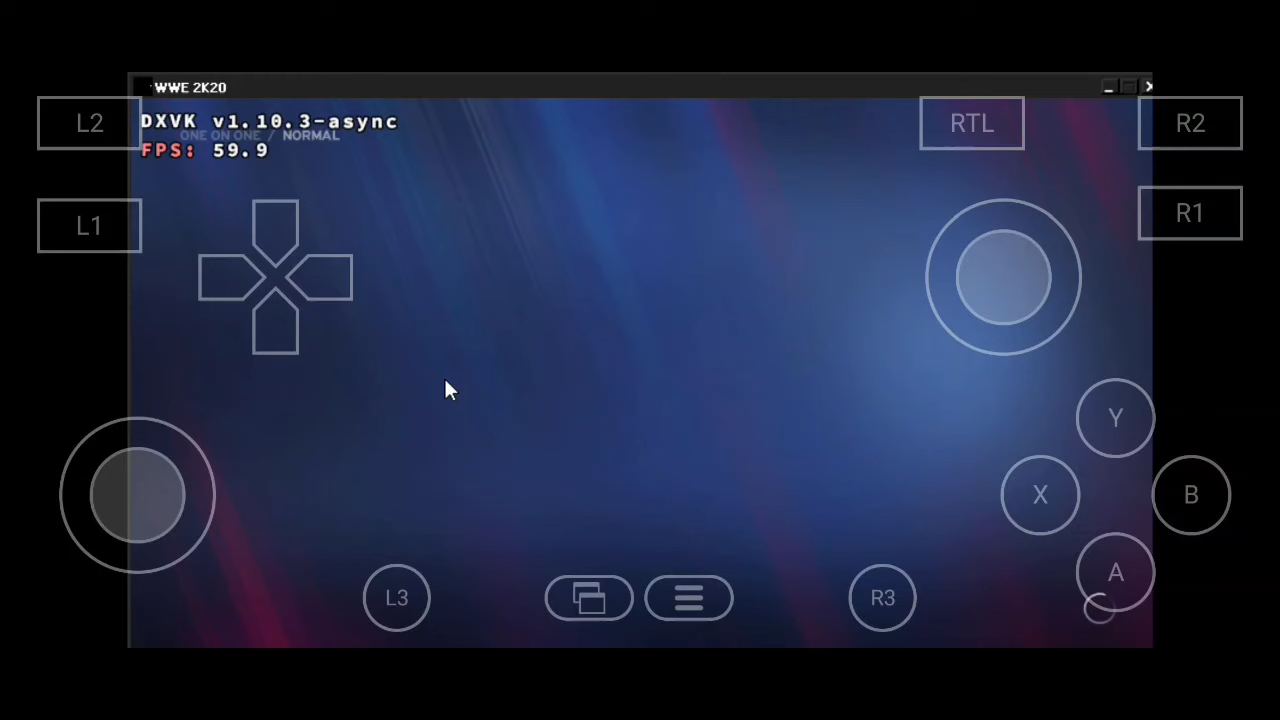 WWE 2K20
L2
DXVK v1.10.3-async
RTL
R2
ONE ON ONE / NORMAL
FPS: 59.9
L1
R1
Y
X
B
A
L3
R3